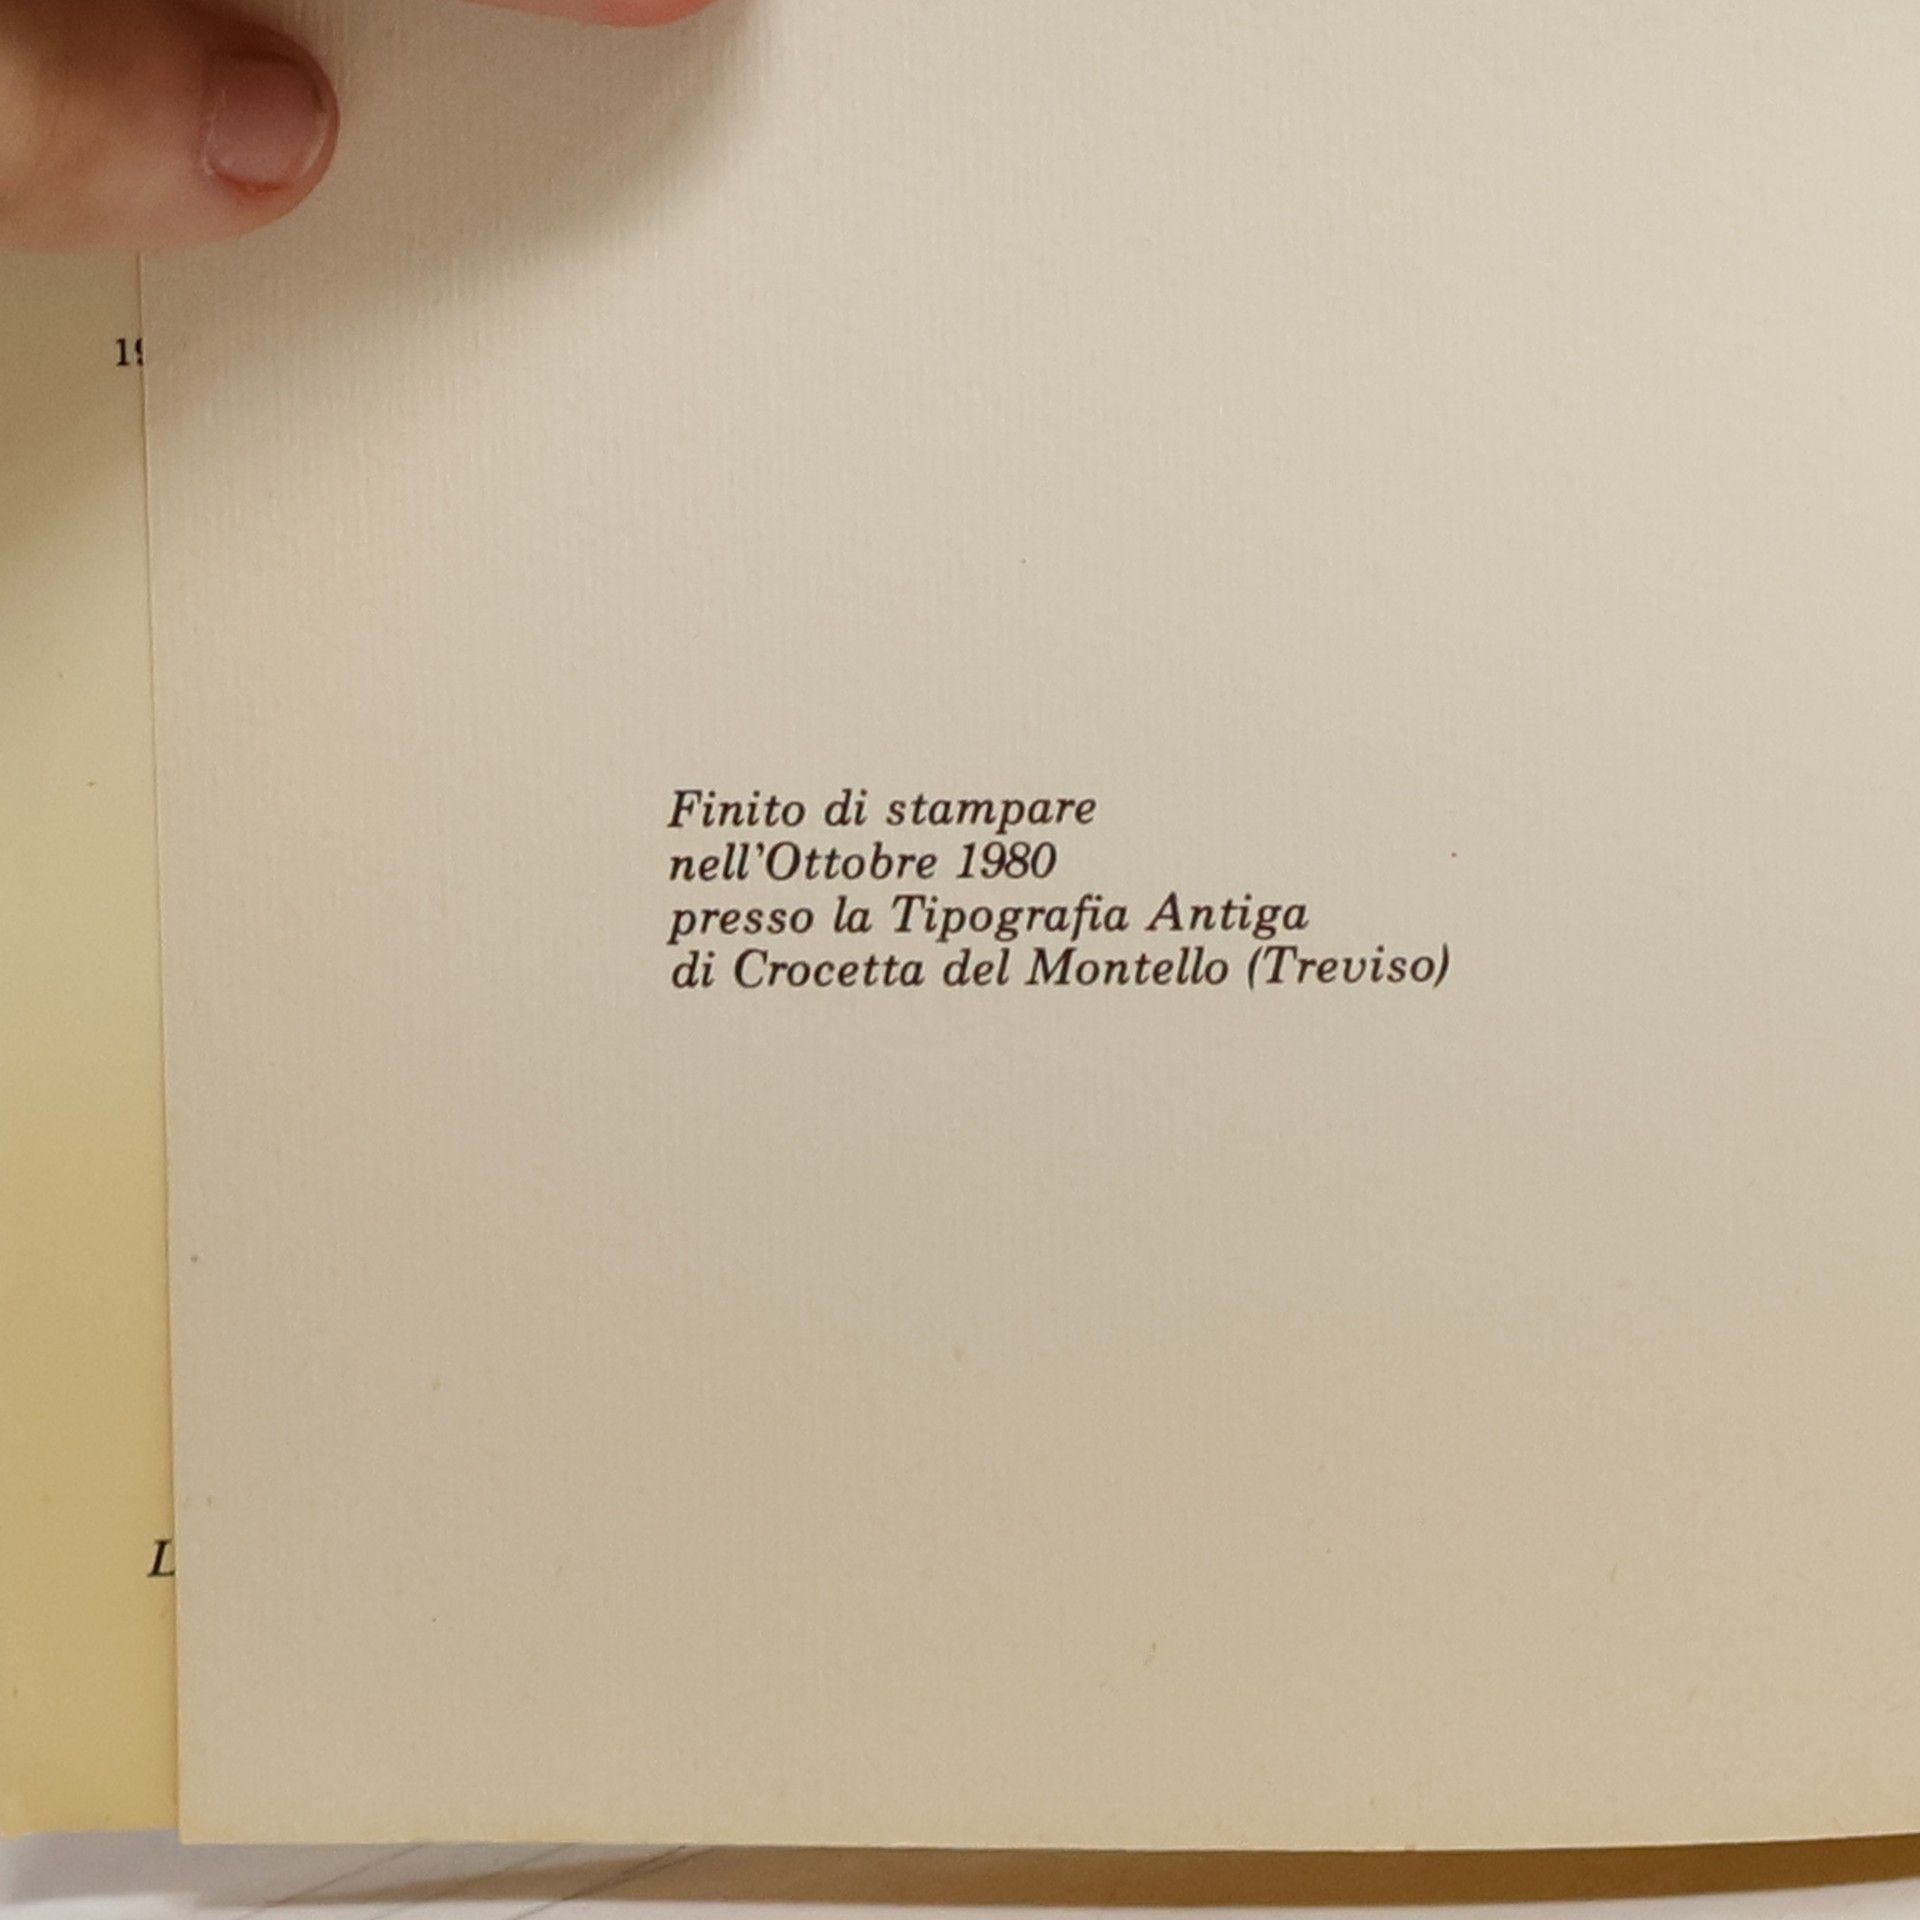 Finito di stampare
nell'Ottobre 1980
presso la Tipografia Antiga
di Crocetta del Montello (Treviso)